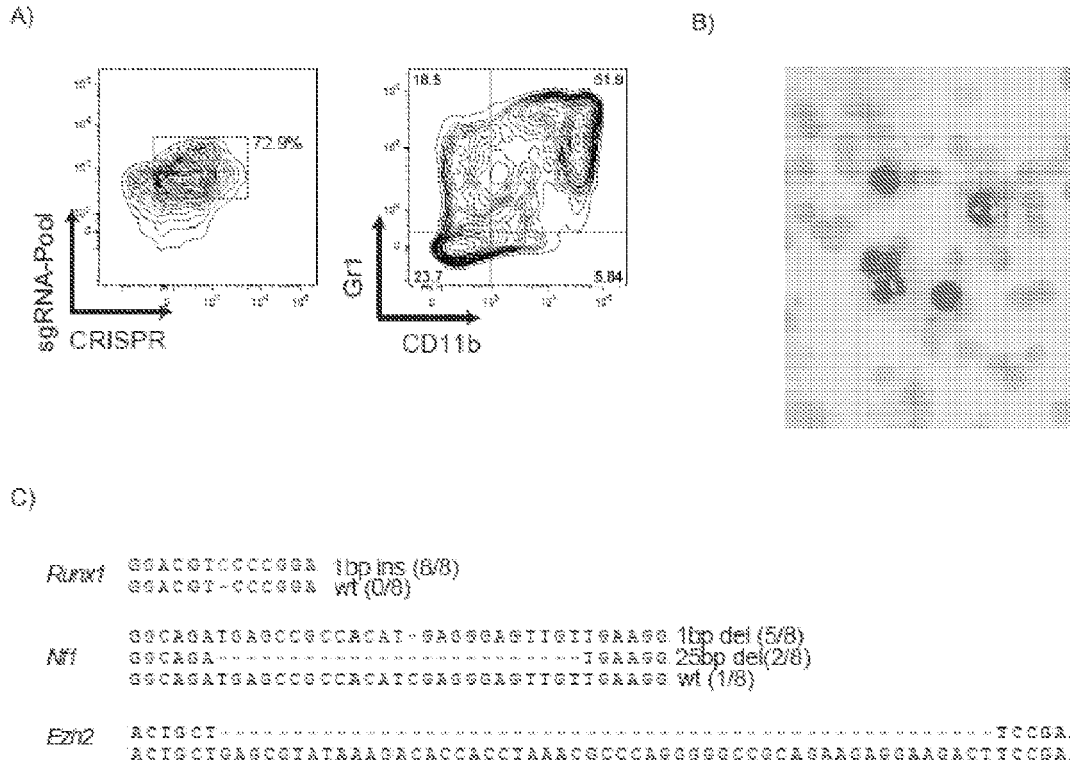 A)
B)
72.9%
sgRNA-Pool
CRISPR
18.5 51.9
23.7 5.84
Gr1
CD11b
C)
Runx1 GGACGTCCCCGGA 1bp ins (8/8)
GGACGT-CCCGGA wt (0/8)
GGCAGATGAGCCGCCACAT-GAGGGAGTTGTTGAAGG 1bp del (5/8)
Nf1 GGCAGA-------------------------TGAAGG 25bp del(2/8)
GGCAGATGAGCCGCCACATCGAGGGAGTTGTTGAAGG wt (1/8)
Ezh2 ACTGCT-----------------------------------------------------TCCGA
ACTGCTGAGCGTATAAAGACACCACCTAAACGCCCAGGGGGCCGCAGAAGAGGAAGACTTCCGA